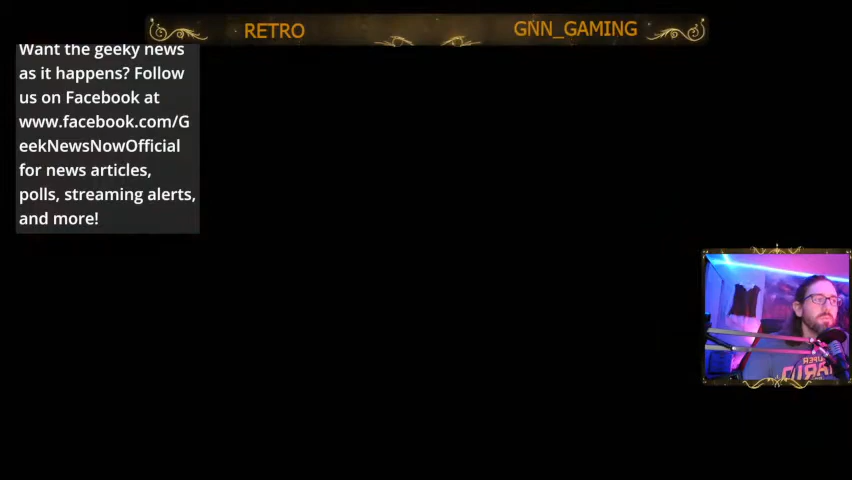 RETRO
GNN_GAMING
Want the geeky news
as it happens? Follow
us on Facebook at
www.facebook.com/G
eekNewsNowOfficial
for news articles,
polls, streaming alerts,
and more!